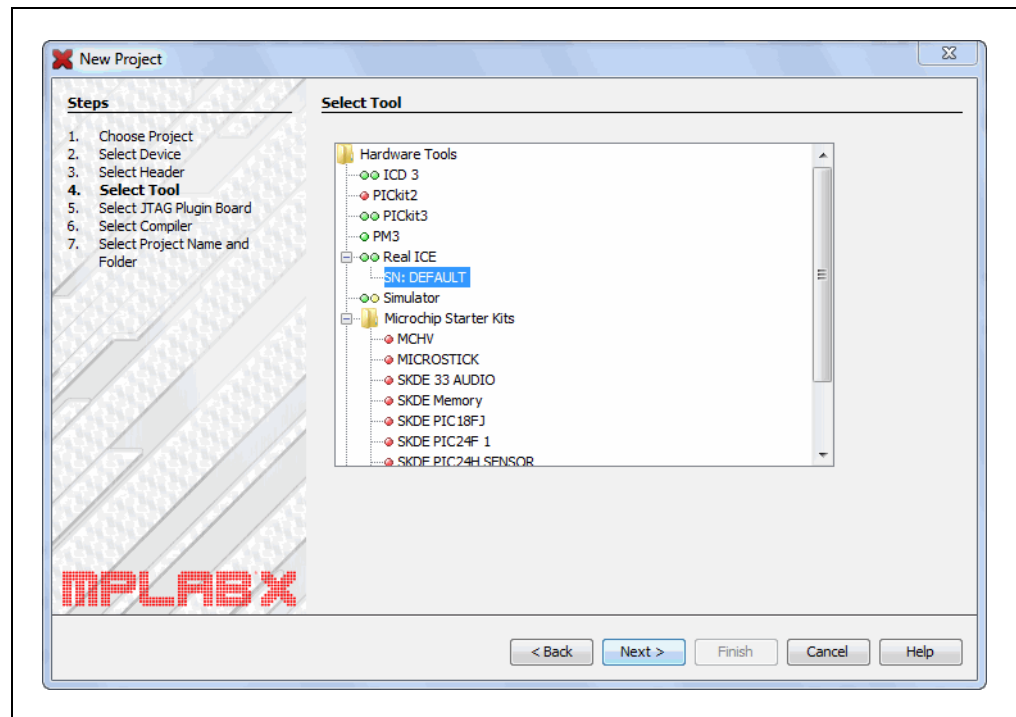 New Project
Steps
1. Choose Project
2. Select Device
3. Select Header
4. Select Tool
5. Select JTAG Plugin Board
6. Select Compiler
7. Select Project Name and
Folder
Select Tool
Hardware Tools
ICD 3
PICkit2
PICkit3
PM3
Real ICE
SN: DEFAULT
Simulator
Microchip Starter Kits
MCHV
MICROSTICK
SKDE 33 AUDIO
SKDE Memory
SKDE PIC18FJ
SKDE PIC24F 1
SKDE PIC24H SENSOR
MPLAB X
< Back Next > Finish Cancel Help